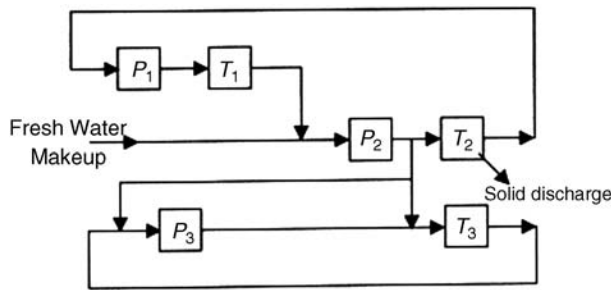 P1
T1
Fresh Water
Makeup
P2
T2
Solid discharge
P3
T3